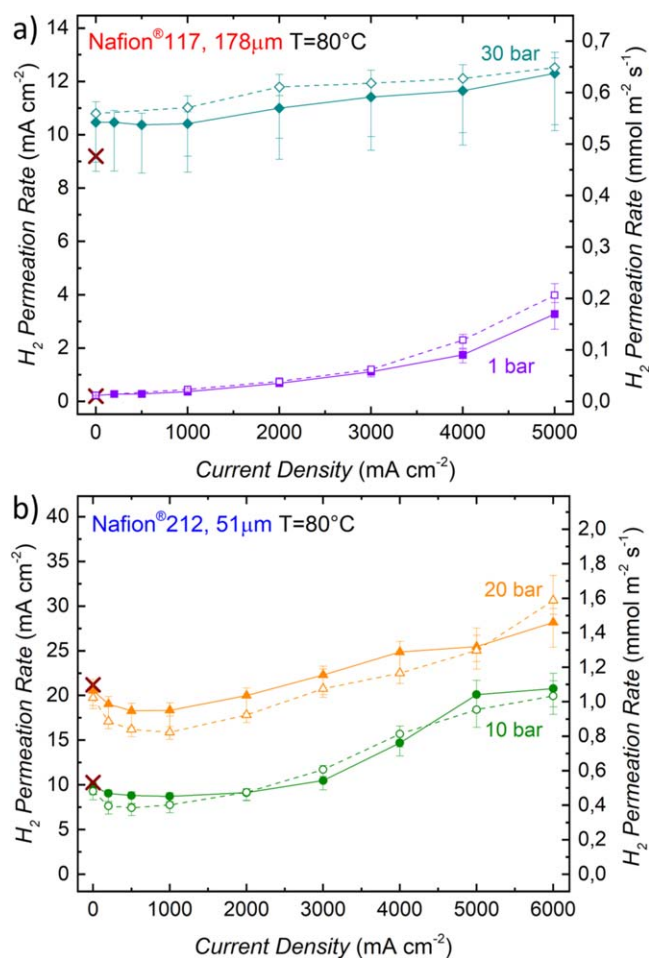 a)
Nafion®117, 178μm T=80°C
30 bar
1 bar
14
12
10
8
6
4
2
0
H2 Permeation Rate (mA cm-2)
0,7
0,6
0,5
0,4
0,3
0,2
0,1
0,0
H2 Permeation Rate (mmol m-2 s-1)
0 1000 2000 3000 4000 5000
Current Density (mA cm-2)
b)
Nafion®212, 51μm T=80°C
20 bar
10 bar
40
35
30
25
20
15
10
5
0
H2 Permeation Rate (mA cm-2)
2,0
1,8
1,6
1,4
1,2
1,0
0,8
0,6
0,4
0,2
0,0
H2 Permeation Rate (mmol m-2 s-1)
0 1000 2000 3000 4000 5000 6000
Current Density (mA cm-2)